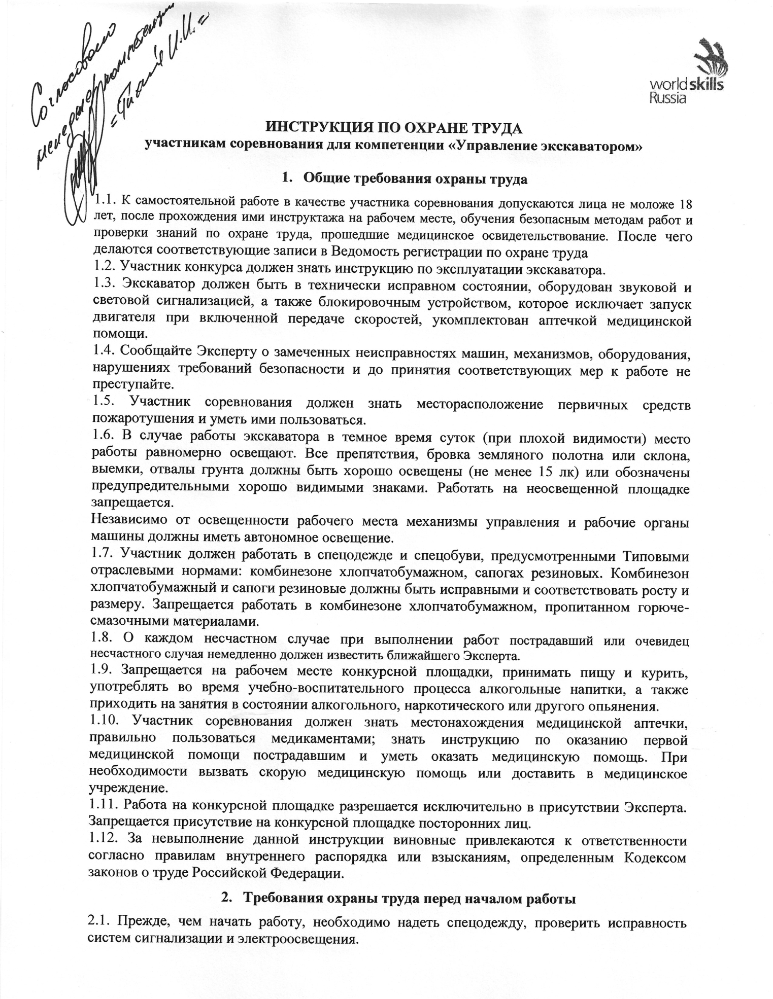 Согласовано
менеджер компетенции
И.И.
world skills
Russia
ИНСТРУКЦИЯ ПО ОХРАНЕ ТРУДА
участникам соревнования для компетенции «Управление экскаватором»
1. Общие требования охраны труда
1.1. К самостоятельной работе в качестве участника соревнования допускаются лица не моложе 18
лет, после прохождения ими инструктажа на рабочем месте, обучения безопасным методам работ и
проверки знаний по охране труда, прошедшие медицинское освидетельствование. После чего
делаются соответствующие записи в Ведомость регистрации по охране труда
1.2. Участник конкурса должен знать инструкцию по эксплуатации экскаватора.
1.3. Экскаватор должен быть в технически исправном состоянии, оборудован звуковой и
световой сигнализацией, а также блокировочным устройством, которое исключает запуск
двигателя при включенной передаче скоростей, укомплектован аптечкой медицинской
помощи.
1.4. Сообщайте Эксперту о замеченных неисправностях машин, механизмов, оборудования,
нарушениях требований безопасности и до принятия соответствующих мер к работе не
преступайте.
1.5. Участник соревнования должен знать месторасположение первичных средств
пожаротушения и уметь ими пользоваться.
1.6. В случае работы экскаватора в темное время суток (при плохой видимости) место
работы равномерно освещают. Все препятствия, бровка земляного полотна или склона,
выемки, отвалы грунта должны быть хорошо освещены (не менее 15 лк) или обозначены
предупредительными хорошо видимыми знаками. Работать на неосвещенной площадке
запрещается.
Независимо от освещенности рабочего места механизмы управления и рабочие органы
машины должны иметь автономное освещение.
1.7. Участник должен работать в спецодежде и спецобуви, предусмотренными Типовыми
отраслевыми нормами: комбинезоне хлопчатобумажном, сапогах резиновых. Комбинезон
хлопчатобумажный и сапоги резиновые должны быть исправными и соответствовать росту и
размеру. Запрещается работать в комбинезоне хлопчатобумажном, пропитанном горюче-
смазочными материалами.
1.8. О каждом несчастном случае при выполнении работ пострадавший или очевидец
несчастного случая немедленно должен известить ближайшего Эксперта.
1.9. Запрещается на рабочем месте конкурсной площадки, принимать пищу и курить,
употреблять во время учебно-воспитательного процесса алкогольные напитки, а также
приходить на занятия в состоянии алкогольного, наркотического или другого опьянения.
1.10. Участник соревнования должен знать местонахождения медицинской аптечки,
правильно пользоваться медикаментами; знать инструкцию по оказанию первой
медицинской помощи пострадавшим и уметь оказать медицинскую помощь. При
необходимости вызвать скорую медицинскую помощь или доставить в медицинское
учреждение.
1.11. Работа на конкурсной площадке разрешается исключительно в присутствии Эксперта.
Запрещается присутствие на конкурсной площадке посторонних лиц.
1.12. За невыполнение данной инструкции виновные привлекаются к ответственности
согласно правилам внутреннего распорядка или взысканиям, определенным Кодексом
законов о труде Российской Федерации.
2. Требования охраны труда перед началом работы
2.1. Прежде, чем начать работу, необходимо надеть спецодежду, проверить исправность
систем сигнализации и электроосвещения.